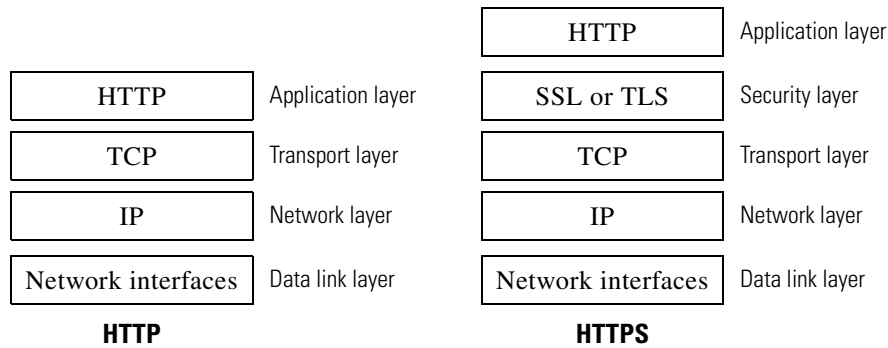 HTTP Application layer
HTTP Application layer SSL or TLS Security layer
TCP Transport layer TCP Transport layer
IP Network layer IP Network layer
Network interfaces Data link layer Network interfaces Data link layer
HTTP HTTPS